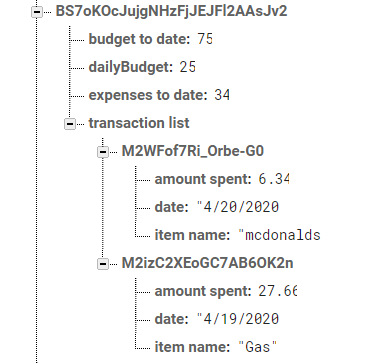 BS7oKOcJujgNHzFjJEJFl2AAsJv2
budget to date: 75
dailyBudget: 25
expenses to date: 34
transaction list
M2WFof7Ri_Orbe-G0
amount spent: 6.34
date: "4/20/2020
item name: "mcdonalds
M2izC2XEoGC7AB6OK2n
amount spent: 27.66
date: "4/19/2020
item name: "Gas"